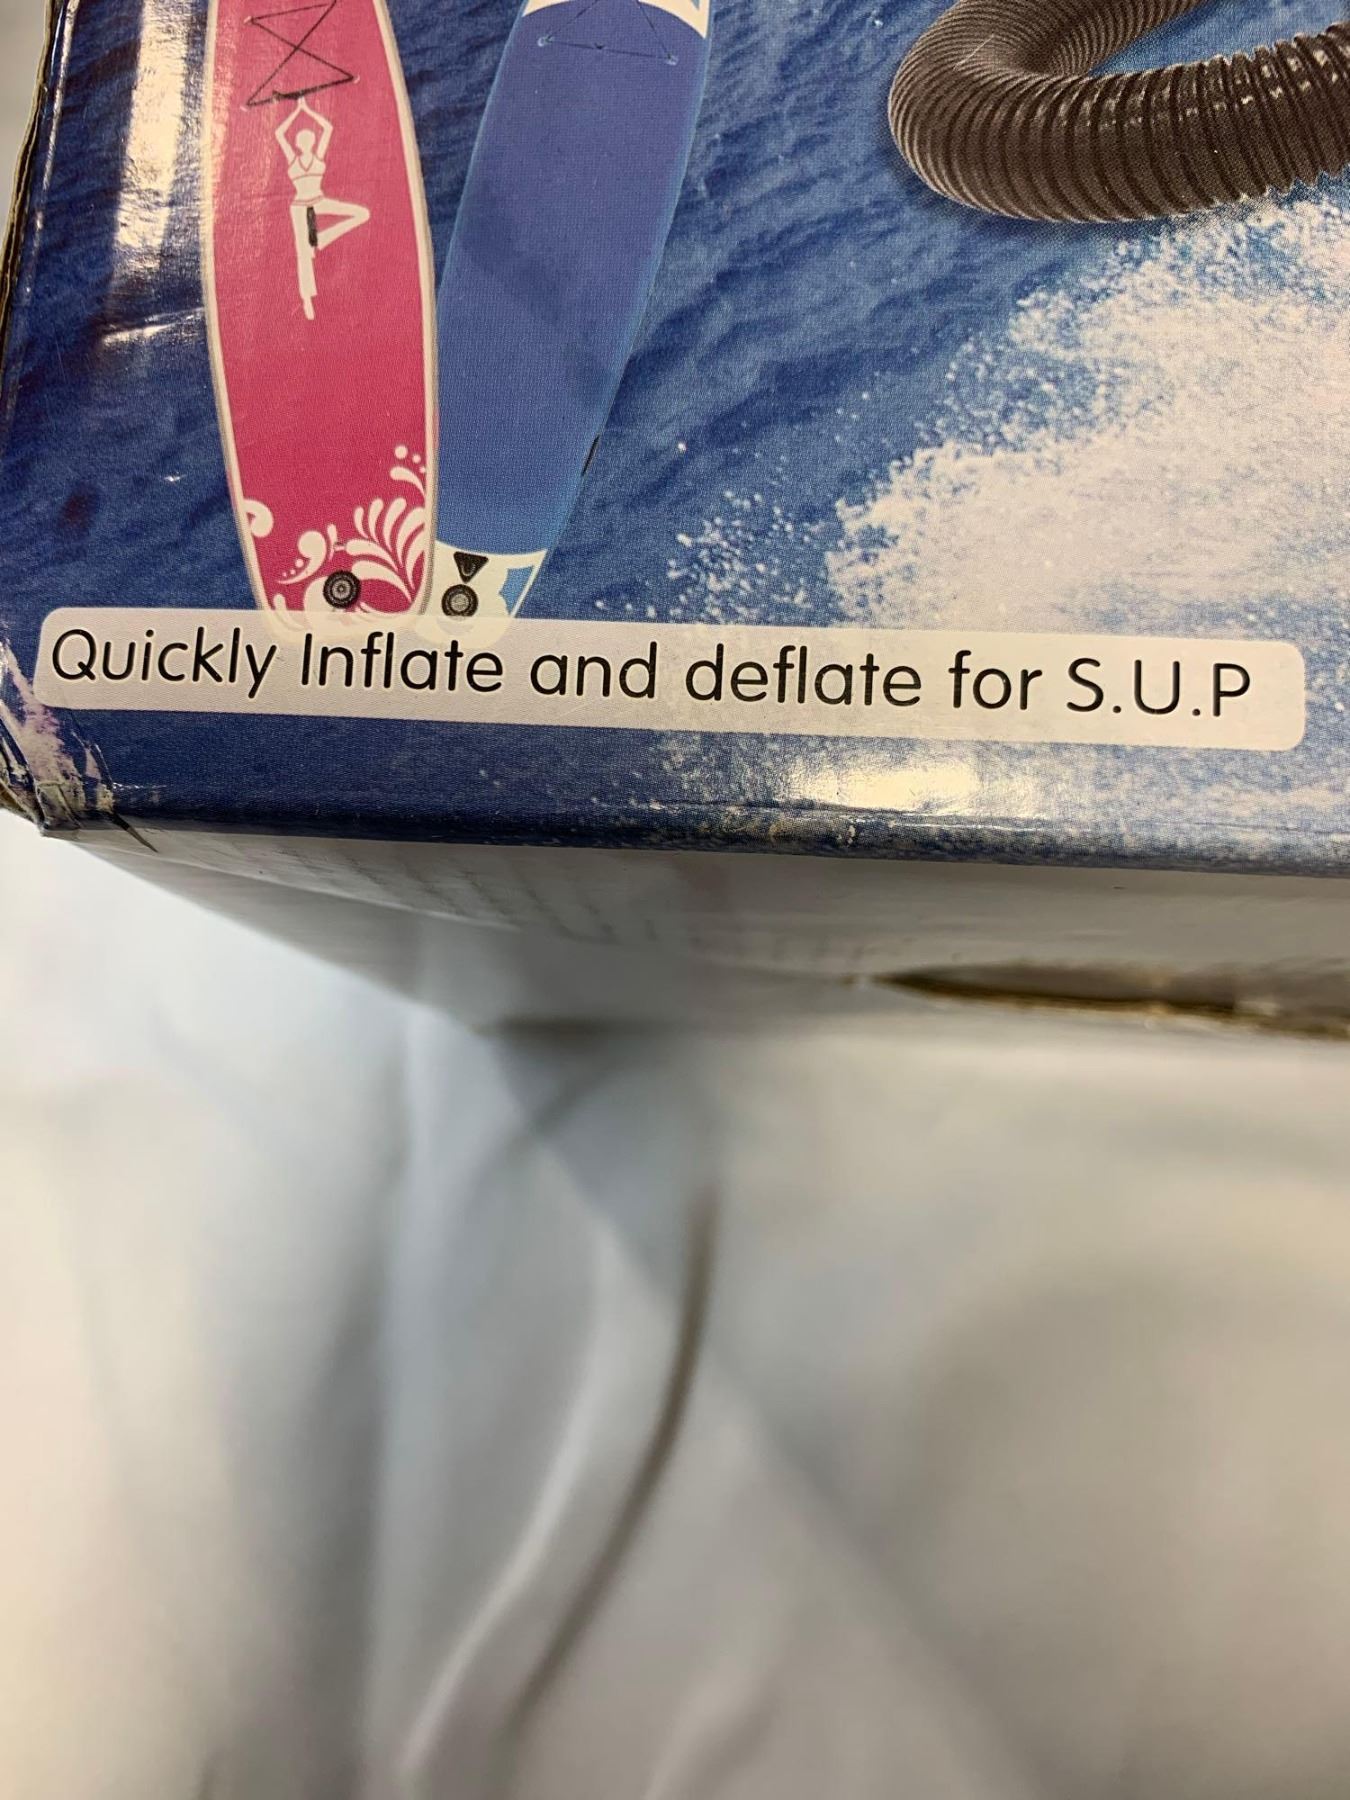 Quickly Inflate and deflate for S.U.P